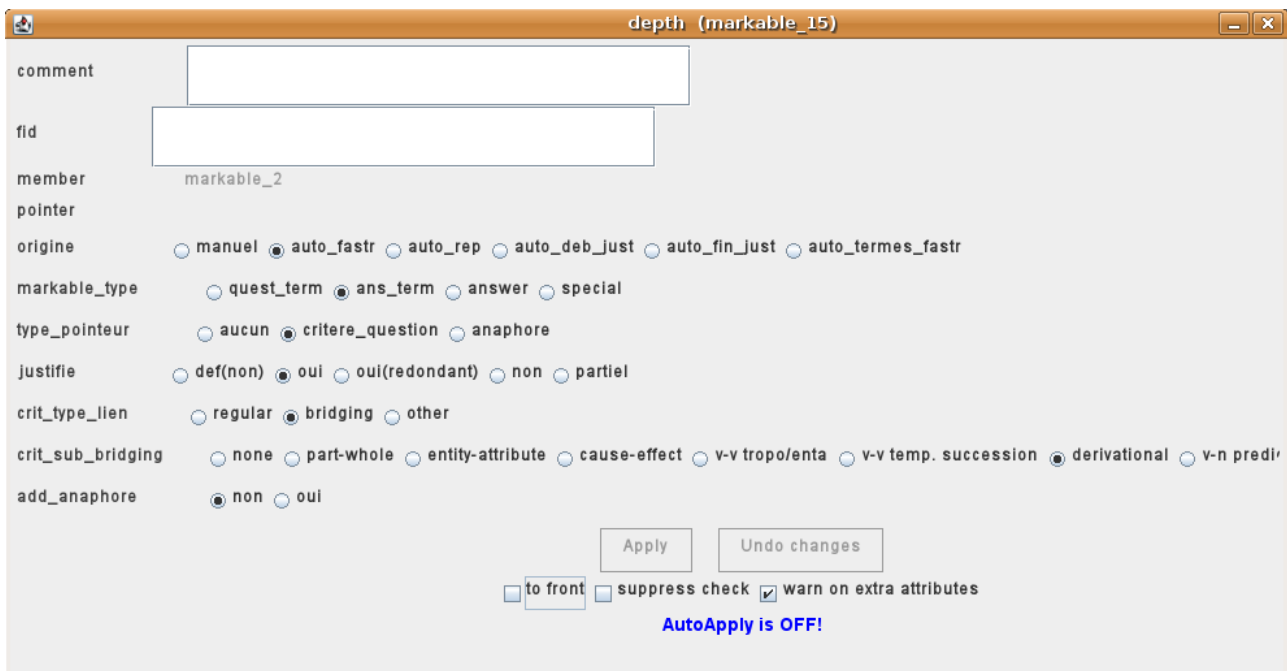 depth (markable_15)
comment
fid
member markable_2
pointer
origine manuel auto_fastr auto_rep auto_deb_just auto_fin_just auto_termes_fastr
markable_type quest_term ans_term answer special
type_pointeur aucun critere_question anaphore
justifie def(non) oui oui(redondant) non partiel
crit_type_lien regular bridging other
crit_sub_bridging none part-whole entity-attribute cause-effect v-v tropo/enta v-v temp. succession derivational v-n predi
add_anaphore non oui
Apply Undo changes
to front suppress check warn on extra attributes
AutoApply is OFF!